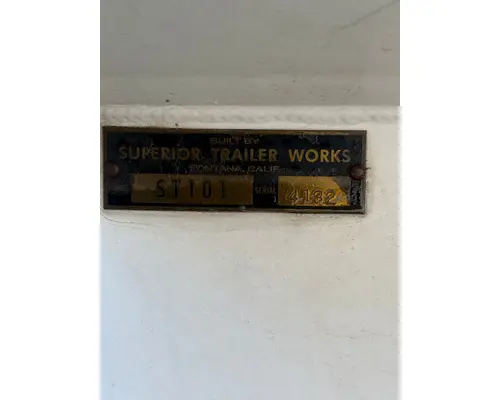 BUILT BY
SUPERIOR TRAILER WORKS
FONTANA, CALIF.
ST101 SERIAL 4132